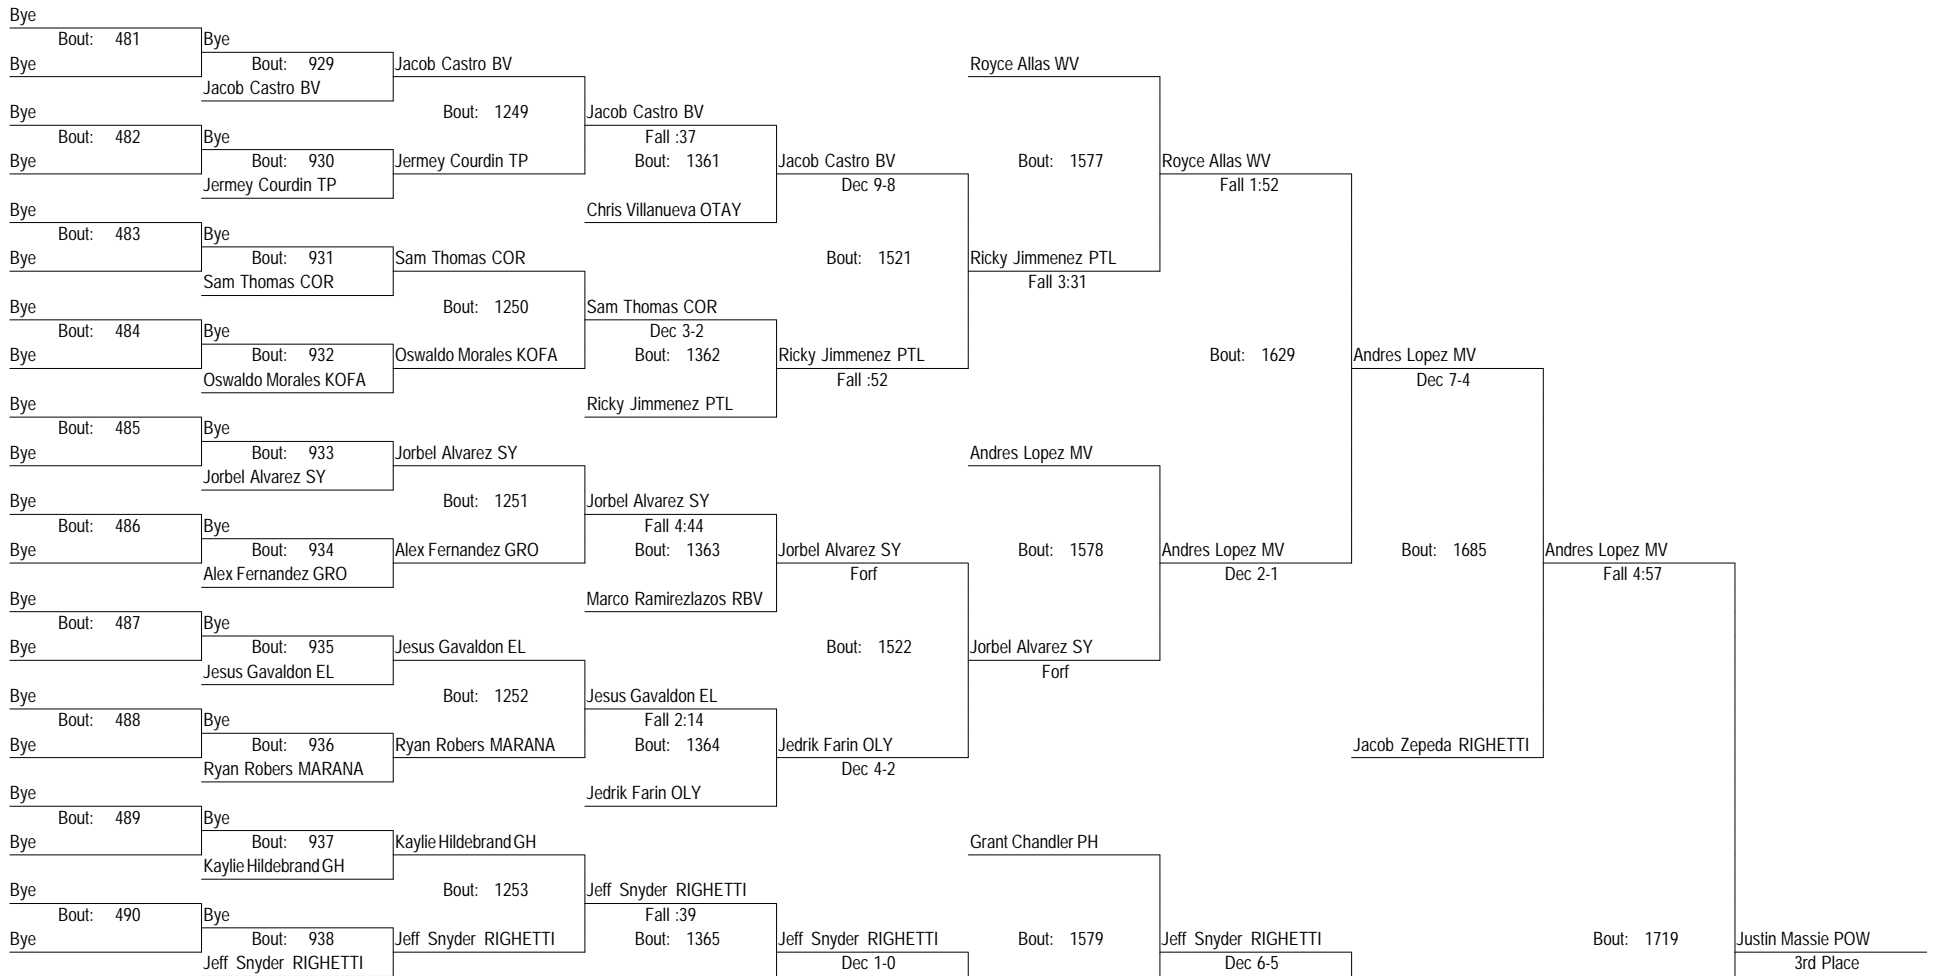 Bye
Bout: 481 Bye
Bye Bout: 929 Jacob Castro BV Royce Allas WV
Jacob Castro BV
Bye Bout: 1249 Jacob Castro BV
Bout: 482 Bye Fall :37
Bye Bout: 930 Jermey Courdin TP Bout: 1361 Jacob Castro BV Bout: 1577 Royce Allas WV
Jermey Courdin TP Dec 9-8 Fall 1:52
Bye Chris Villanueva OTAY
Bout: 483 Bye
Bye Bout: 931 Sam Thomas COR Bout: 1521 Ricky Jimmenez PTL
Sam Thomas COR Fall 3:31
Bye Bout: 1250 Sam Thomas COR
Bout: 484 Bye Dec 3-2
Bye Bout: 932 Oswaldo Morales KOFA Bout: 1362 Ricky Jimmenez PTL Bout: 1629 Andres Lopez MV
Oswaldo Morales KOFA Fall :52 Dec 7-4
Bye Ricky Jimmenez PTL
Bout: 485 Bye
Bye Bout: 933 Jorbel Alvarez SY Andres Lopez MV
Jorbel Alvarez SY
Bye Bout: 1251 Jorbel Alvarez SY
Bout: 486 Bye Fall 4:44
Bye Bout: 934 Alex Fernandez GRO Bout: 1363 Jorbel Alvarez SY Bout: 1578 Andres Lopez MV Bout: 1685 Andres Lopez MV
Alex Fernandez GRO Forf Dec 2-1 Fall 4:57
Bye Marco Ramirezlazos RBV
Bout: 487 Bye
Bye Bout: 935 Jesus Gavaldon EL Bout: 1522 Jorbel Alvarez SY
Jesus Gavaldon EL Forf
Bye Bout: 1252 Jesus Gavaldon EL
Bout: 488 Bye Fall 2:14
Bye Bout: 936 Ryan Robers MARANA Bout: 1364 Jedrik Farin OLY Jacob Zepeda RIGHETTI
Ryan Robers MARANA Dec 4-2
Bye Jedrik Farin OLY
Bout: 489 Bye
Bye Bout: 937 Kaylie Hildebrand GH Grant Chandler PH
Kaylie Hildebrand GH
Bye Bout: 1253 Jeff Snyder RIGHETTI
Bout: 490 Bye Fall :39
Bye Bout: 938 Jeff Snyder RIGHETTI Bout: 1365 Jeff Snyder RIGHETTI Bout: 1579 Jeff Snyder RIGHETTI Bout: 1719 Justin Massie POW
Jeff Snyder RIGHETTI Dec 1-0 Dec 6-5 3rd Place